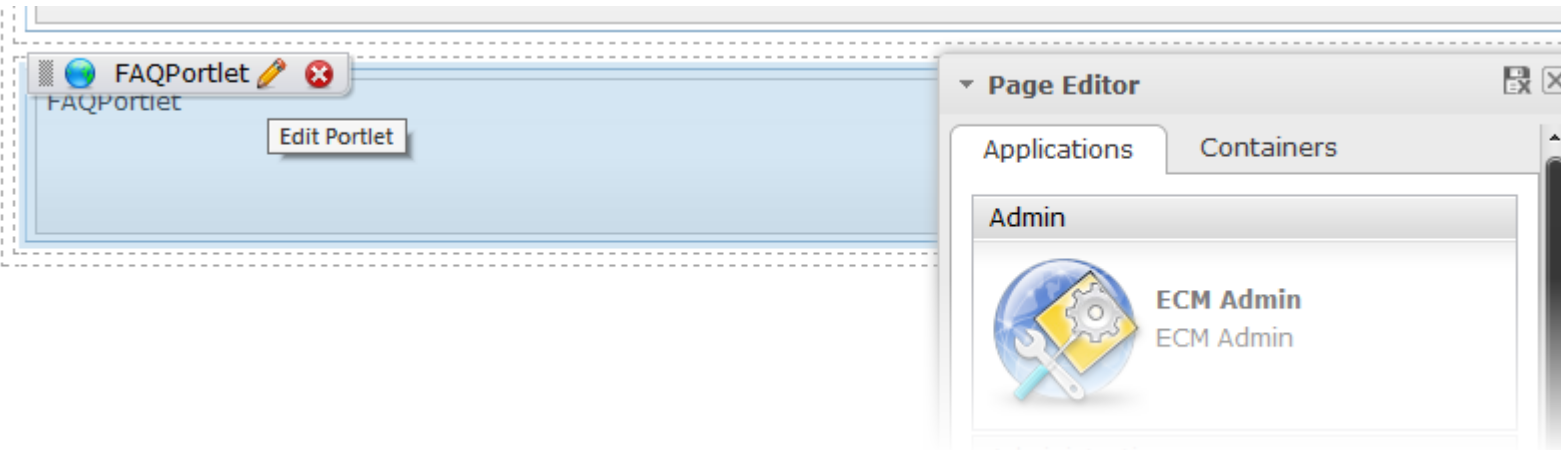 FAQPortlet
FAQPortlet
Edit Portlet
Page Editor
Applications Containers
Admin
ECM Admin
ECM Admin